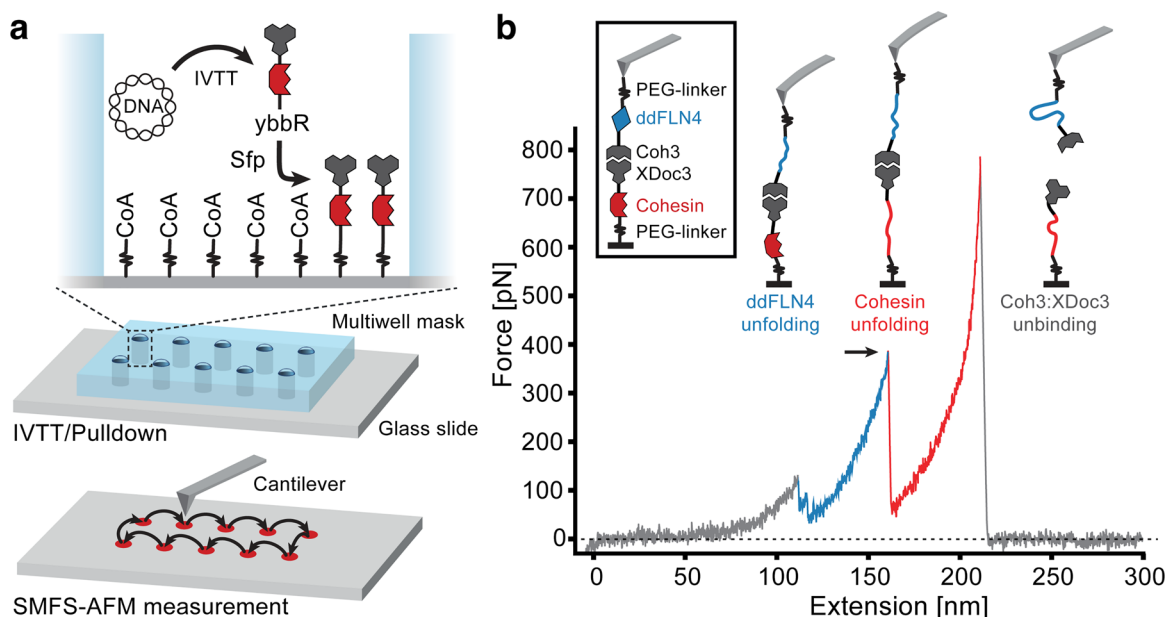 a
IVTT
DNA
ybbR
Sfp
CoA
CoA
CoA
CoA
CoA
Multiwell mask
IVTT/Pulldown
Glass slide
Cantilever
SMFS-AFM measurement
b
PEG-linker
ddFLN4
Coh3
XDoc3
Cohesin
PEG-linker
ddFLN4
unfolding
Cohesin
unfolding
Coh3:XDoc3
unbinding
Force [pN]
800
700
600
500
400
300
200
100
0
0
50
100
150
200
250
300
Extension [nm]